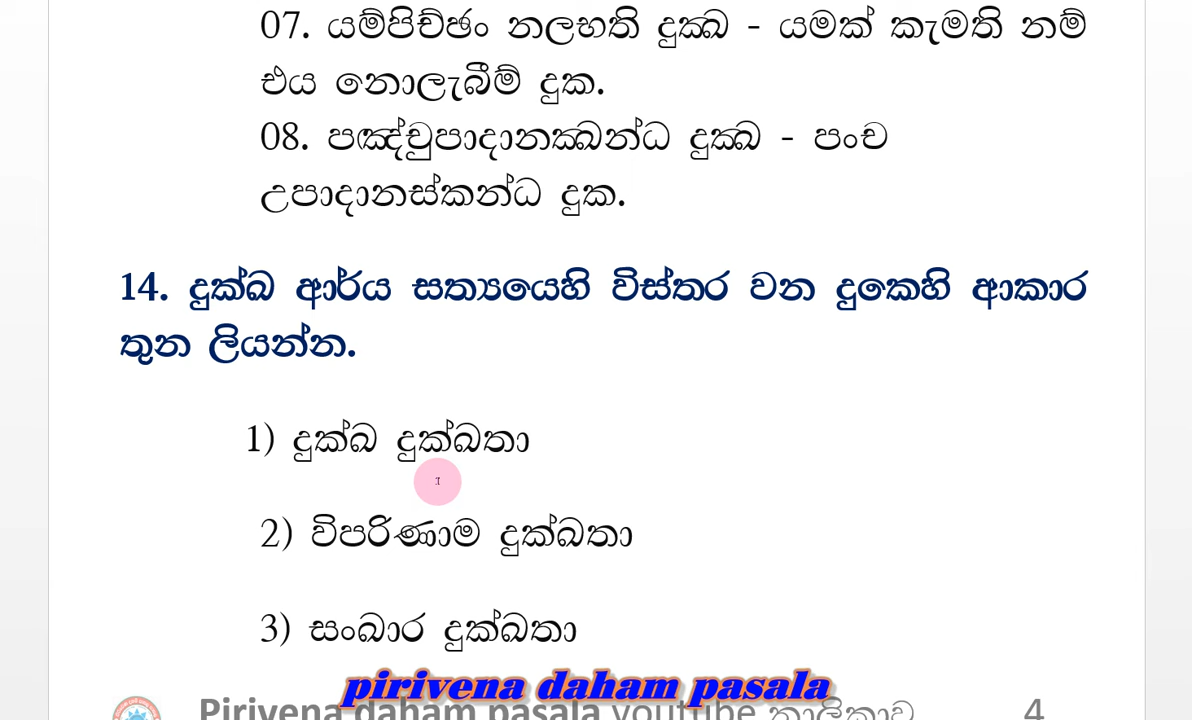 07. යම්පිච්ඡං නලභති දුක්‍ඛ - යමක් කැමති නම්
එය නොලැබීම් දුක.
08. පඤ්චුපාදානක්‍ඛන්ධ දුක්‍ඛ - පංච
උපාදානස්කන්ධ දුක.
14. දුක්ඛ ආර්ය සත්‍යයෙහි විස්තර වන දුකෙහි ආකාර
තුන ලියන්න.
1) දුක්ඛ දුක්ඛතා
2) විපරිණාම දුක්ඛතා
3) සංඛාර දුක්ඛතා
pirivena daham pasala
Pirivena daham pasala youtube නාලිකාව 4